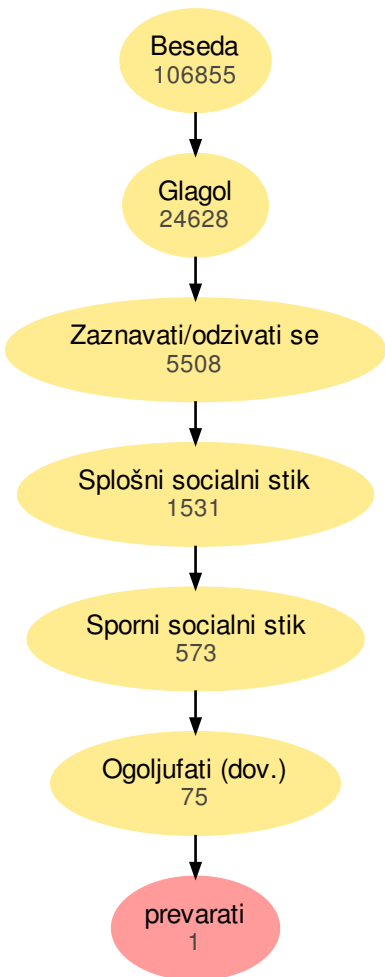 Beseda
106855
Glagol
24628
Zaznavati/odzivati se
5508
Splošni socialni stik
1531
Sporni socialni stik
573
Ogoljufati (dov.)
75
prevarati
1